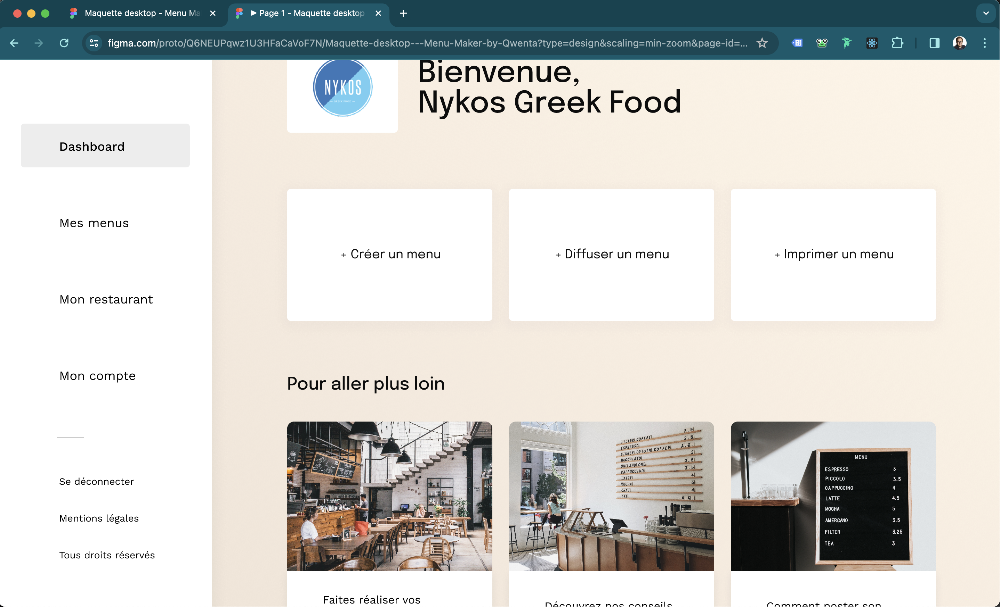 Maquette desktop - Menu Ma
Page 1 - Maquette desktop
figma.com/proto/Q6NEUPqwz1U3HFaCaVoF7N/Maquette-desktop---Menu-Maker-by-Qwenta?type=design&scaling=min-zoom&page-id=...
NYKOS
— GREEK FOOD —
Bienvenue,
Nykos Greek Food
Dashboard
Mes menus
Mon restaurant
Mon compte
Se déconnecter
Mentions légales
Tous droits réservés
+ Créer un menu
+ Diffuser un menu
+ Imprimer un menu
Pour aller plus loin
love
TOILET
2.5
FILTER COFFEE 2.5
ESPRESSO A.Q.
SINGLE ORIGIN COFFEE 3
MACCHIATO 3.5
ONE AND ONE 3.5
CAPPUCCINO 4
LATTE 5
MOCHA 4
CHAI A.Q.
TEA
MENU
ESPRESSO 3
PICCOLO 3.5
CAPPUCCINO 4
LATTE 4.5
MOCHA 5
AMERICANO 3.5
FILTER 3.25
TEA 3
Faites réaliser vos
Découvrez nos conseils
Comment poster son